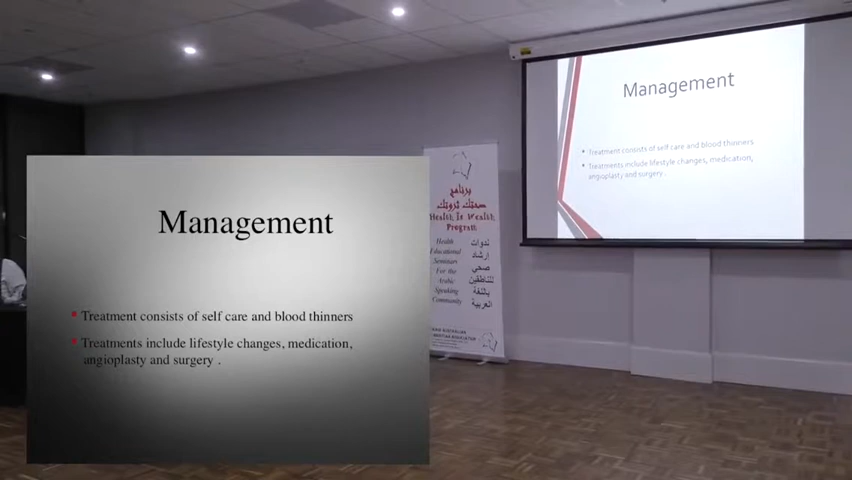 Management
Treatment consists of self care and blood thinners
Treatments include lifestyle changes, medication,
angioplasty and surgery .
Management
Treatment consists of self care and blood thinners
Treatments include lifestyle changes, medication,
angioplasty and surgery .
برنامج
صحتك ثروتك
Health Is Wealth
Program
Health
Educational
Seminars
For the
Arabic
Speaking
Community
ندوات
إرشاد
صحي
للناطقين
باللغة
العربية